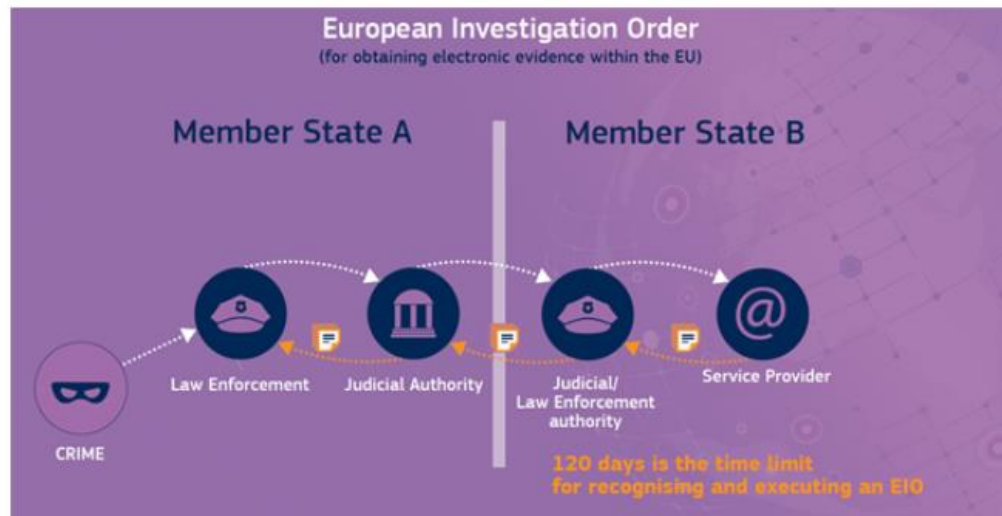 European Investigation Order
(for obtaining electronic evidence within the EU)
Member State A
Member State B
Law Enforcement
Judicial Authority
Judicial/
Law Enforcement
authority
Service Provider
CRIME
120 days is the time limit
for recognising and executing an EIO